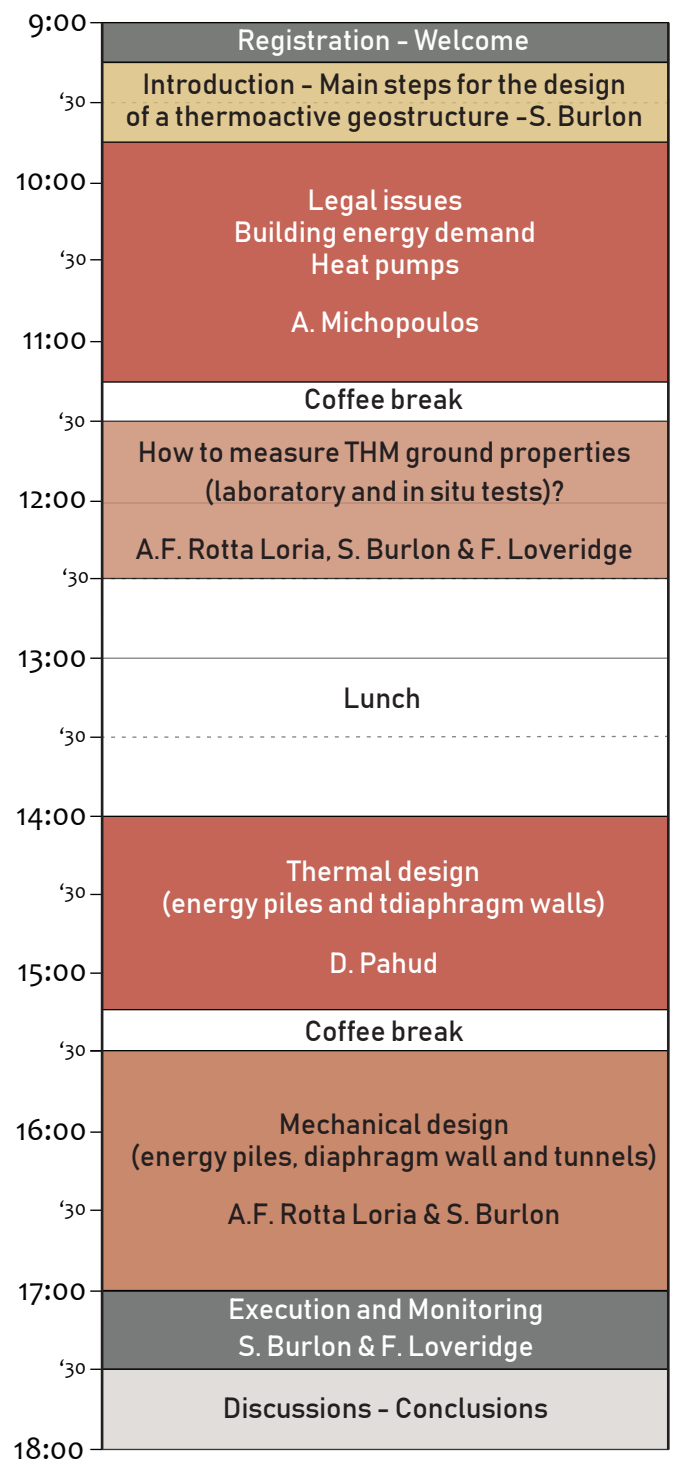 9:00
Registration - Welcome
Introduction - Main steps for the design
‘30
of a thermoactive geostructure -S. Burlon
10:00
Legal issues
Building energy demand
‘30
Heat pumps
A. Michopoulos
11:00
Coffee break
‘30
How to measure THM ground properties
(laboratory and in situ tests)?
12:00
A.F. Rotta Loria, S. Burlon & F. Loveridge
‘30
13:00
Lunch
‘30
14:00
Thermal design
‘30
(energy piles and tdiaphragm walls)
D. Pahud
15:00
Coffee break
‘30
Mechanical design
16:00
(energy piles, diaphragm wall and tunnels)
‘30
A.F. Rotta Loria & S. Burlon
17:00
Execution and Monitoring
S. Burlon & F. Loveridge
‘30
Discussions - Conclusions
18:00